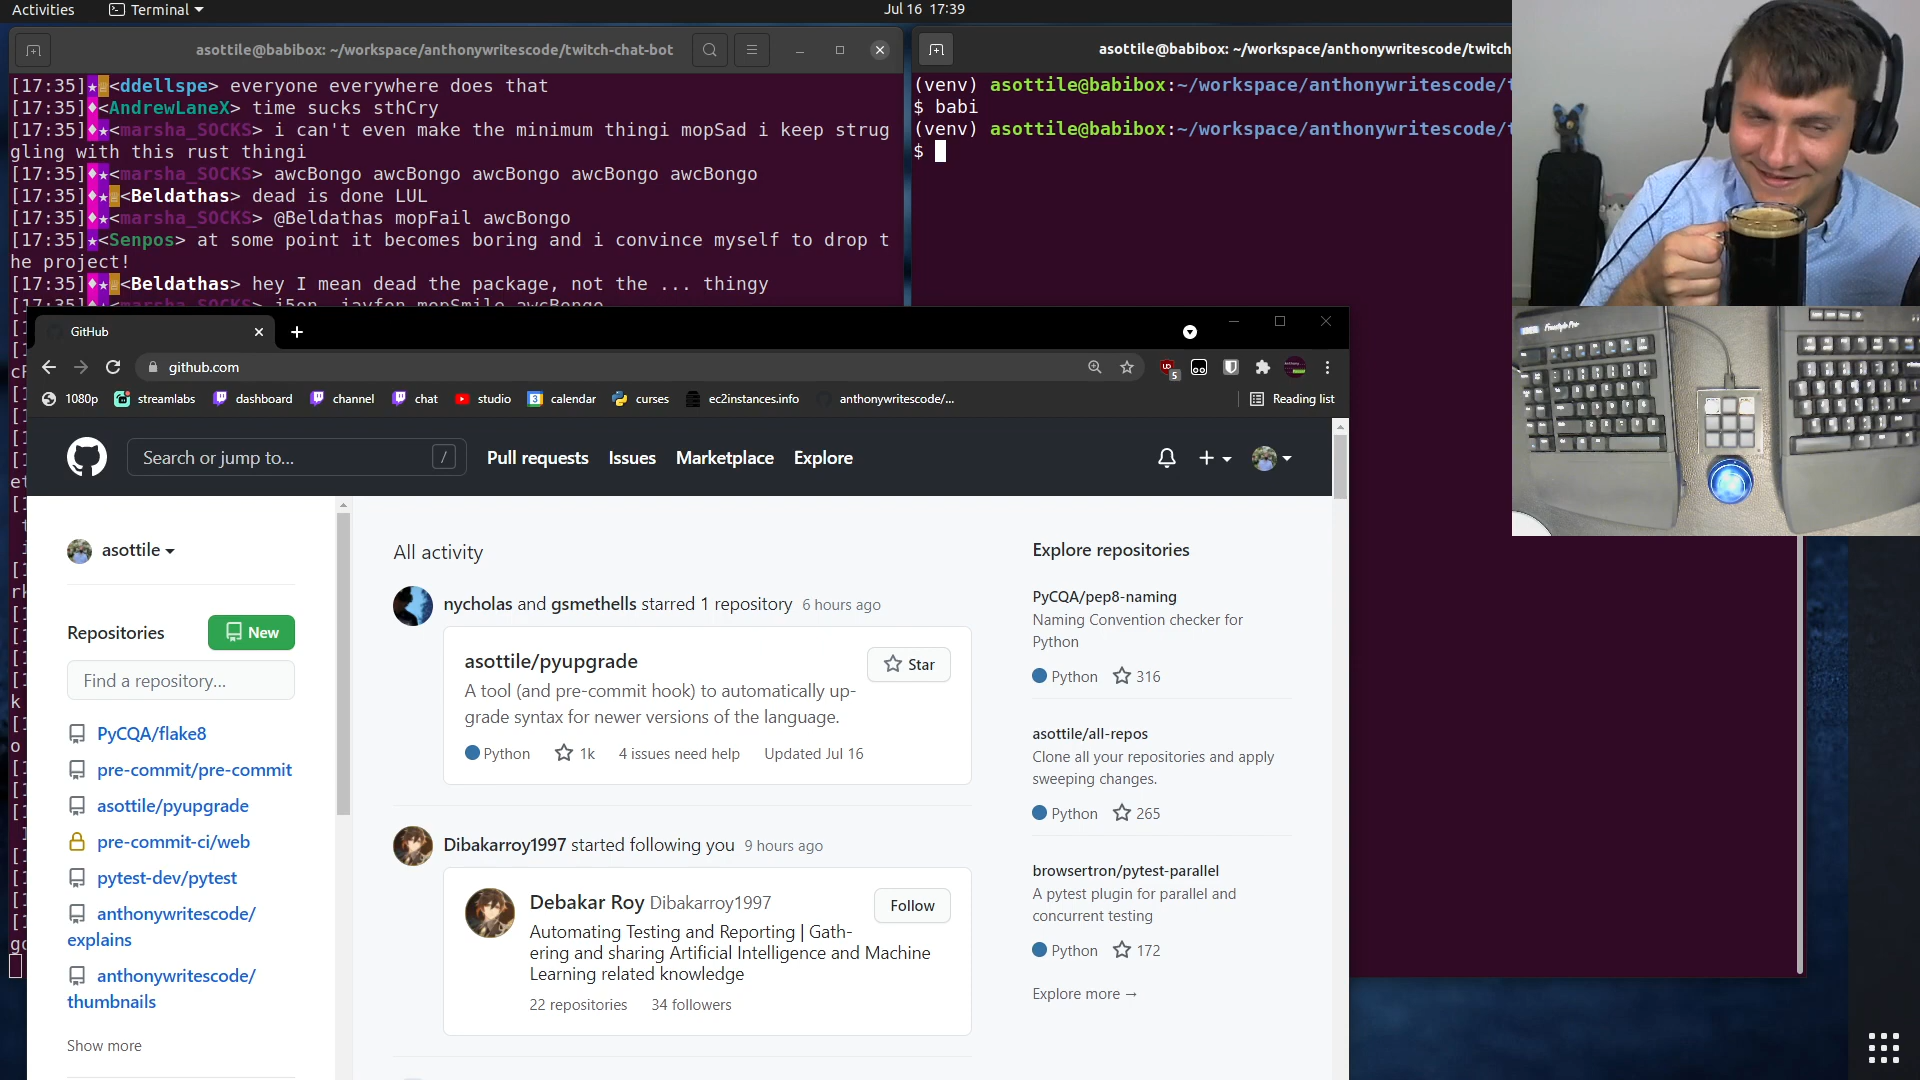 Activities
Terminal
Jul 16 17:39
asottile@babibox: ~/workspace/anthonywritescode/twitch-chat-bot
[17:35] <ddellspe> everyone everywhere does that
[17:35] <AndrewLaneX> time sucks sthCry
[17:35] <marsha_SOCKS> i can't even make the minimum thingi mopSad i keep strug
gling with this rust thingi
[17:35] <marsha_SOCKS> awcBongo awcBongo awcBongo awcBongo awcBongo
[17:35] <Beldathas> dead is done LUL
[17:35] <marsha_SOCKS> @Beldathas mopFail awcBongo
[17:35] <Senpos> at some point it becomes boring and i convince myself to drop t
he project!
[17:35] <Beldathas> hey I mean dead the package, not the ... thingy
asottile@babibox: ~/workspace/anthonywritescode/twitch
(venv) asottile@babibox:~/workspace/anthonywritescode/t
$ babi
(venv) asottile@babibox:~/workspace/anthonywritescode/t
$
GitHub
github.com
5
1080p
streamlabs
dashboard
channel
chat
studio
calendar
curses
ec2instances.info
anthonywritescode/...
Reading list
Search or jump to...
/
Pull requests
Issues
Marketplace
Explore
asottile
Repositories
New
Find a repository...
PyCQA/flake8
pre-commit/pre-commit
asottile/pyupgrade
pre-commit-ci/web
pytest-dev/pytest
anthonywritescode/
explains
anthonywritescode/
thumbnails
Show more
All activity
nycholas and gsmethells starred 1 repository 6 hours ago
asottile/pyupgrade
Star
A tool (and pre-commit hook) to automatically up-
grade syntax for newer versions of the language.
Python 1k 4 issues need help Updated Jul 16
Dibakarroy1997 started following you 9 hours ago
Debakar Roy Dibakarroy1997
Follow
Automating Testing and Reporting | Gath-
ering and sharing Artificial Intelligence and Machine
Learning related knowledge
22 repositories 34 followers
Explore repositories
PyCQA/pep8-naming
Naming Convention checker for
Python
Python 316
asottile/all-repos
Clone all your repositories and apply
sweeping changes.
Python 265
browsertron/pytest-parallel
A pytest plugin for parallel and
concurrent testing
Python 172
Explore more →
Freestyle Pro